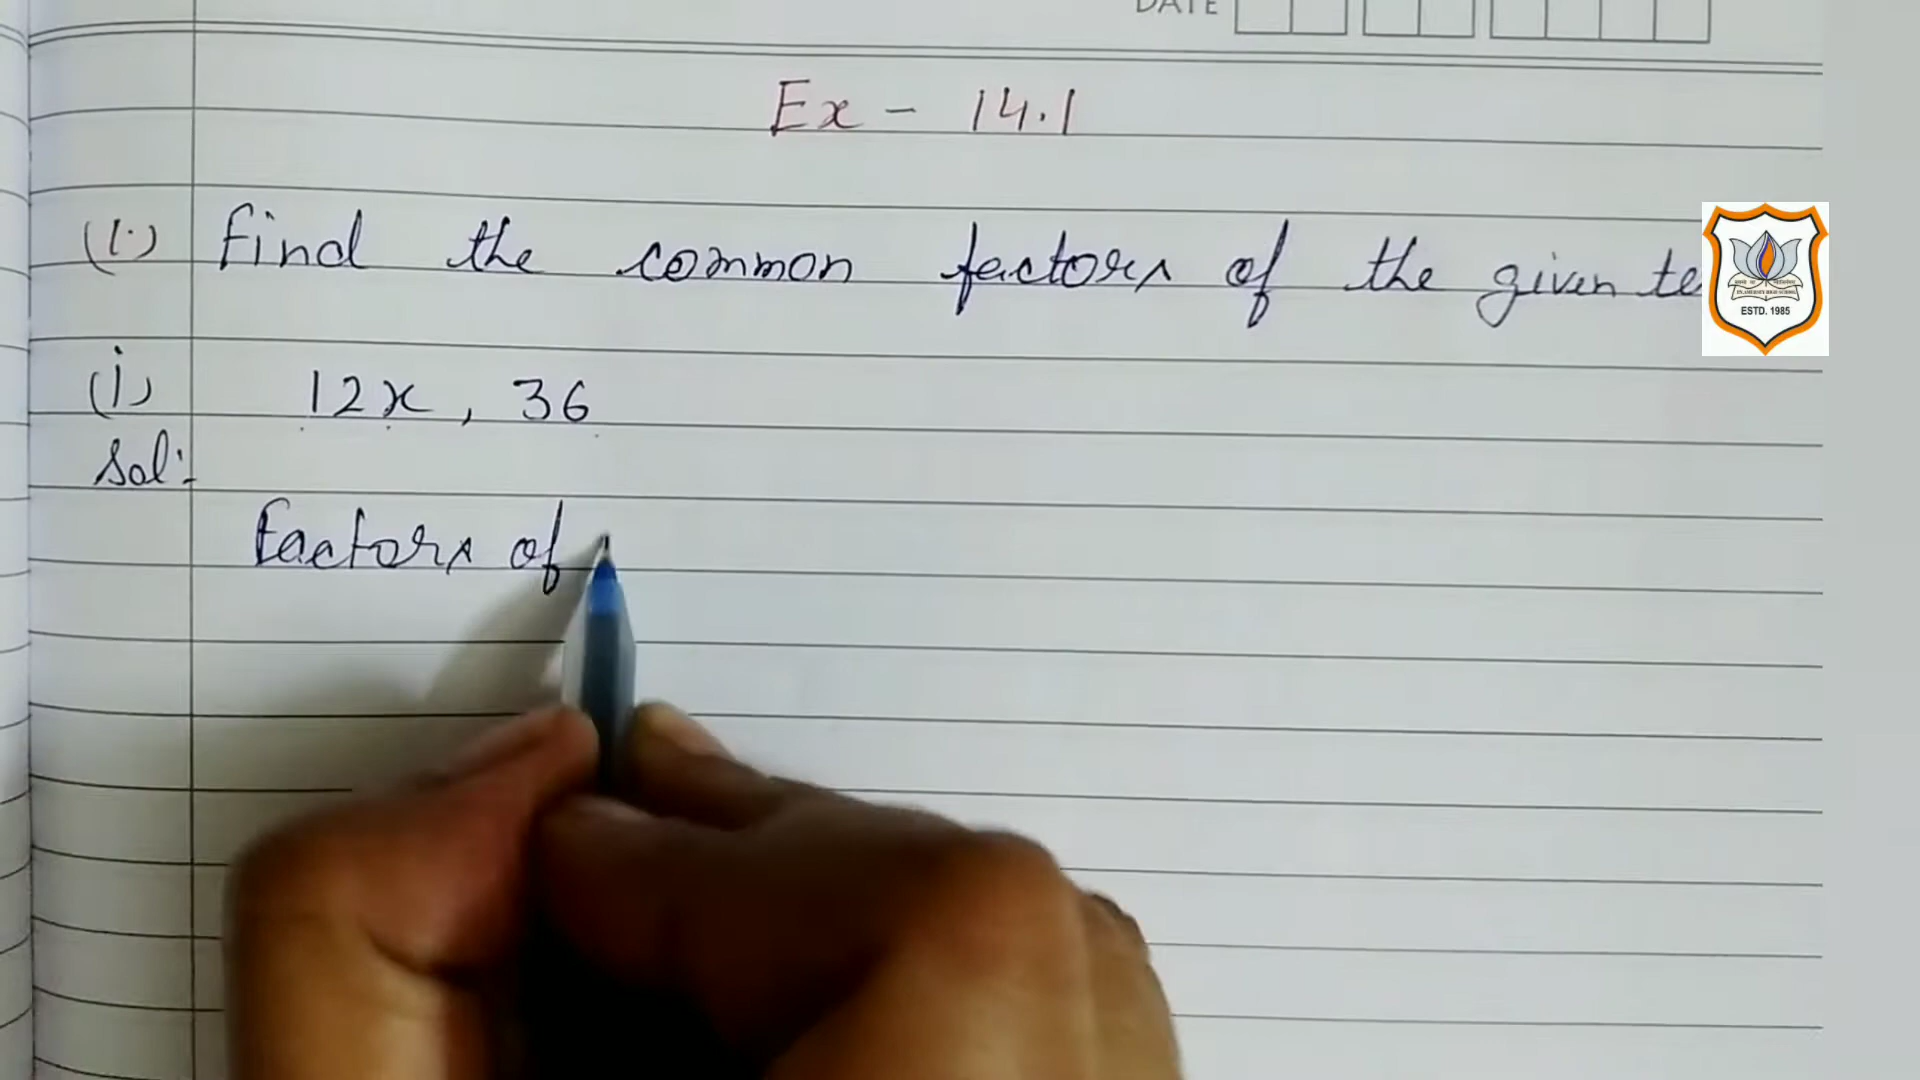 DATE
Ex - 14.1
(1.) Find the common factors of the given te
ESTD. 1985
(i) 12x, 36
Sol:-
Factors of